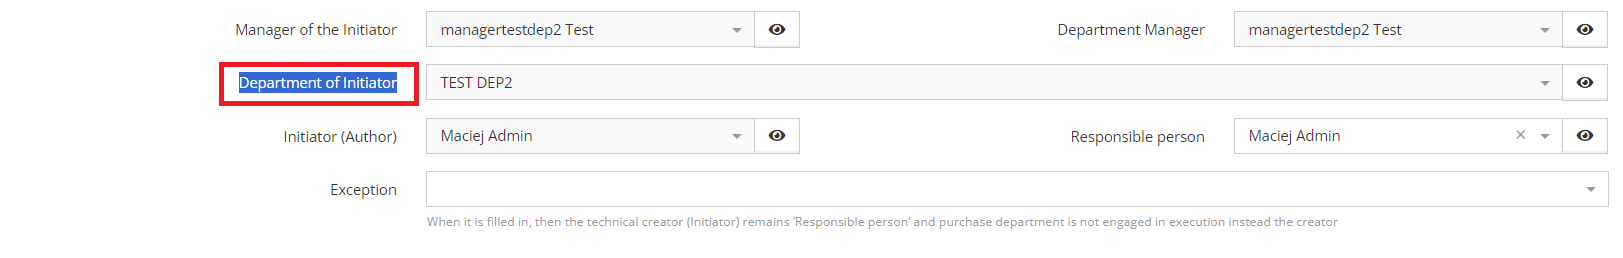 Manager of the Initiator managertestdep2 Test Department Manager managertestdep2 Test
Department of Initiator TEST DEP2
Initiator (Author) Maciej Admin Responsible person Maciej Admin ×
Exception
When it is filled in, then the technical creator (Initiator) remains 'Responsible person' and purchase department is not engaged in execution instead the creator